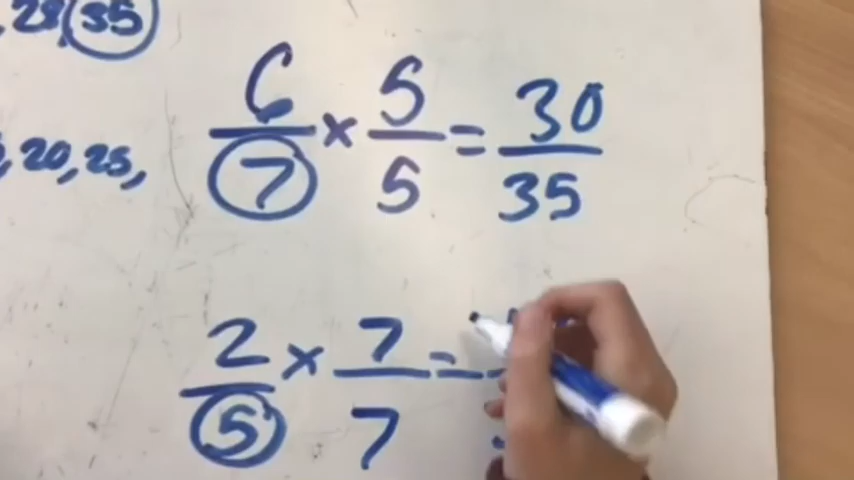 28, 35
6/7 × 5/5 = 30/35
20, 25,
2/5 × 7/7 =